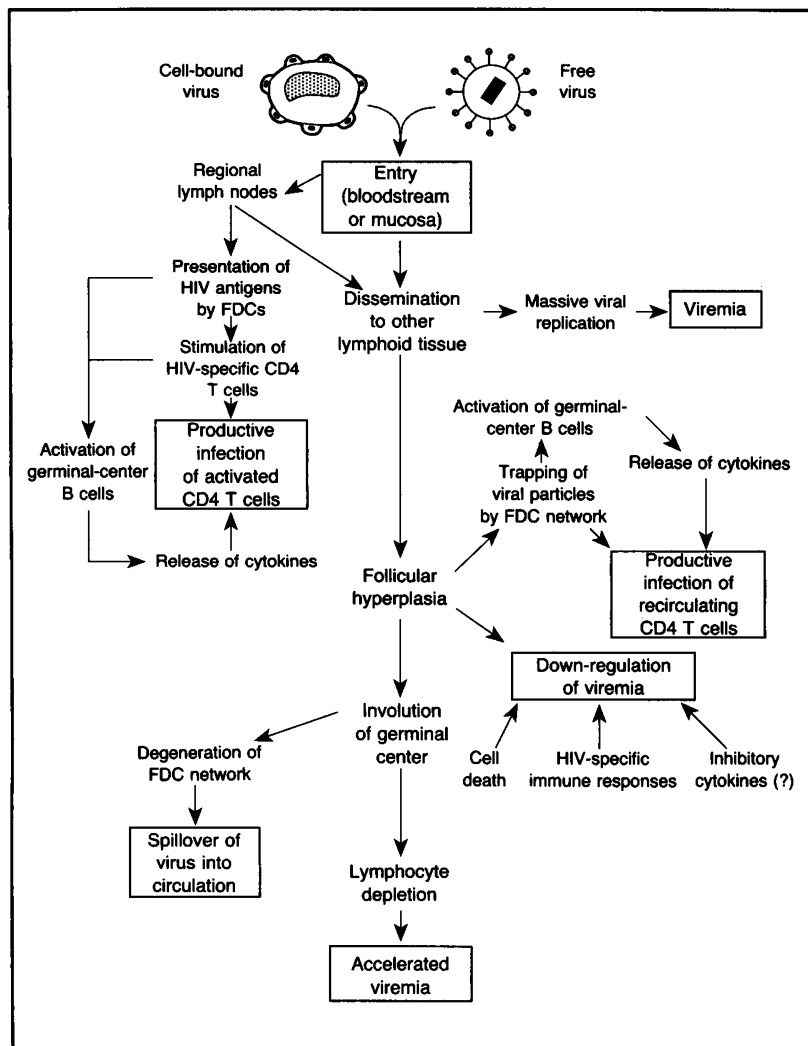 Cell-bound
virus
Free
virus
Regional
lymph nodes
Entry
(bloodstream
or mucosa)
Presentation of
HIV antigens
by FDCs
Dissemination
to other
lymphoid tissue
Massive viral
replication
Viremia
Stimulation of
HIV-specific CD4
T cells
Activation of
germinal-center
B cells
Productive
infection
of activated
CD4 T cells
Release of cytokines
Activation of germinal-
center B cells
Release of cytokines
Trapping of
viral particles
by FDC network
Follicular
hyperplasia
Productive
infection of
recirculating
CD4 T cells
Down-regulation
of viremia
Cell
death
HIV-specific
immune responses
Inhibitory
cytokines (?)
Involution
of germinal
center
Degeneration of
FDC network
Spillover of
virus into
circulation
Lymphocyte
depletion
Accelerated
viremia